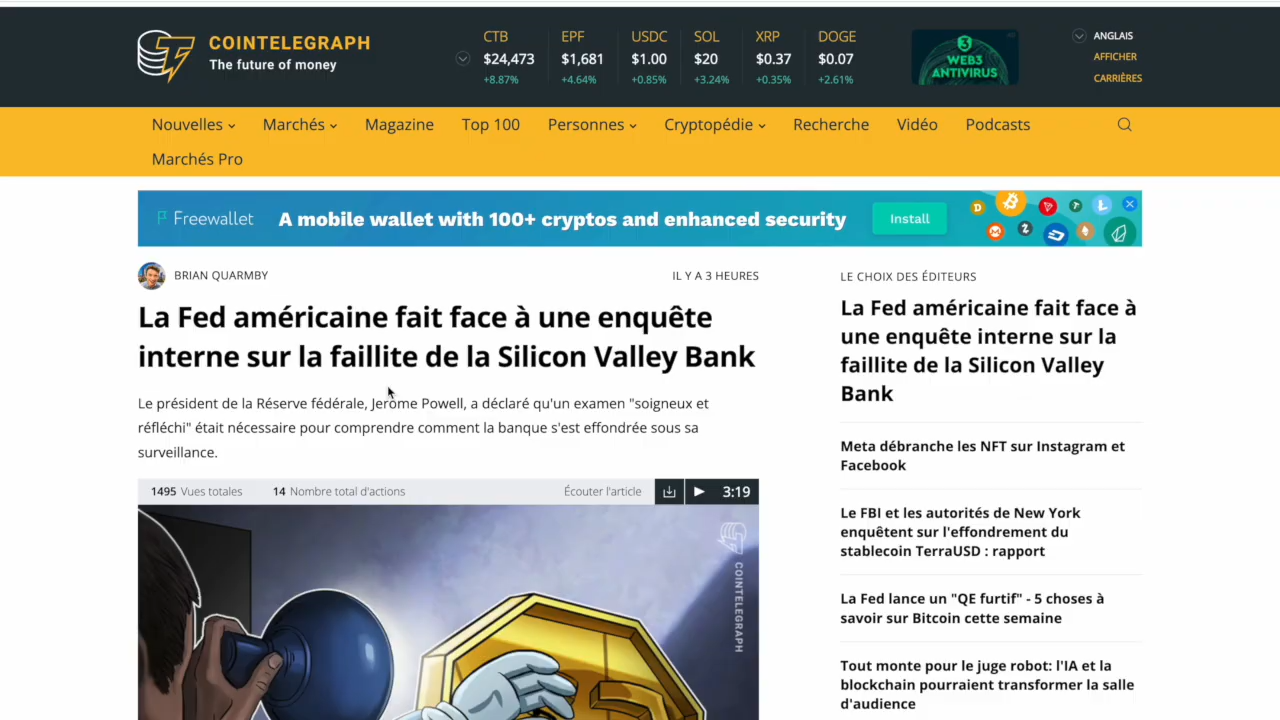 COINTELEGRAPH
The future of money
CTB
$24,473
+8.87%
EPF
$1,681
+4.64%
USDC
$1.00
+0.85%
SOL
$20
+3.24%
XRP
$0.37
+0.35%
DOGE
$0.07
+2.61%
AD
3
WEB3
ANTIVIRUS
ANGLAIS
AFFICHER
CARRIÈRES
Nouvelles
Marchés
Magazine
Top 100
Personnes
Cryptopédie
Recherche
Vidéo
Podcasts
Marchés Pro
Freewallet
A mobile wallet with 100+ cryptos and enhanced security
Install
BRIAN QUARMBY
IL Y A 3 HEURES
La Fed américaine fait face à une enquête
interne sur la faillite de la Silicon Valley Bank
Le président de la Réserve fédérale, Jerome Powell, a déclaré qu'un examen "soigneux et
réfléchi" était nécessaire pour comprendre comment la banque s'est effondrée sous sa
surveillance.
1495 Vues totales
14 Nombre total d'actions
Écouter l'article
3:19
COINTELEGRAPH
LE CHOIX DES ÉDITEURS
La Fed américaine fait face à
une enquête interne sur la
faillite de la Silicon Valley
Bank
Meta débranche les NFT sur Instagram et
Facebook
Le FBI et les autorités de New York
enquêtent sur l'effondrement du
stablecoin TerraUSD : rapport
La Fed lance un "QE furtif" - 5 choses à
savoir sur Bitcoin cette semaine
Tout monte pour le juge robot: l'IA et la
blockchain pourraient transformer la salle
d'audience